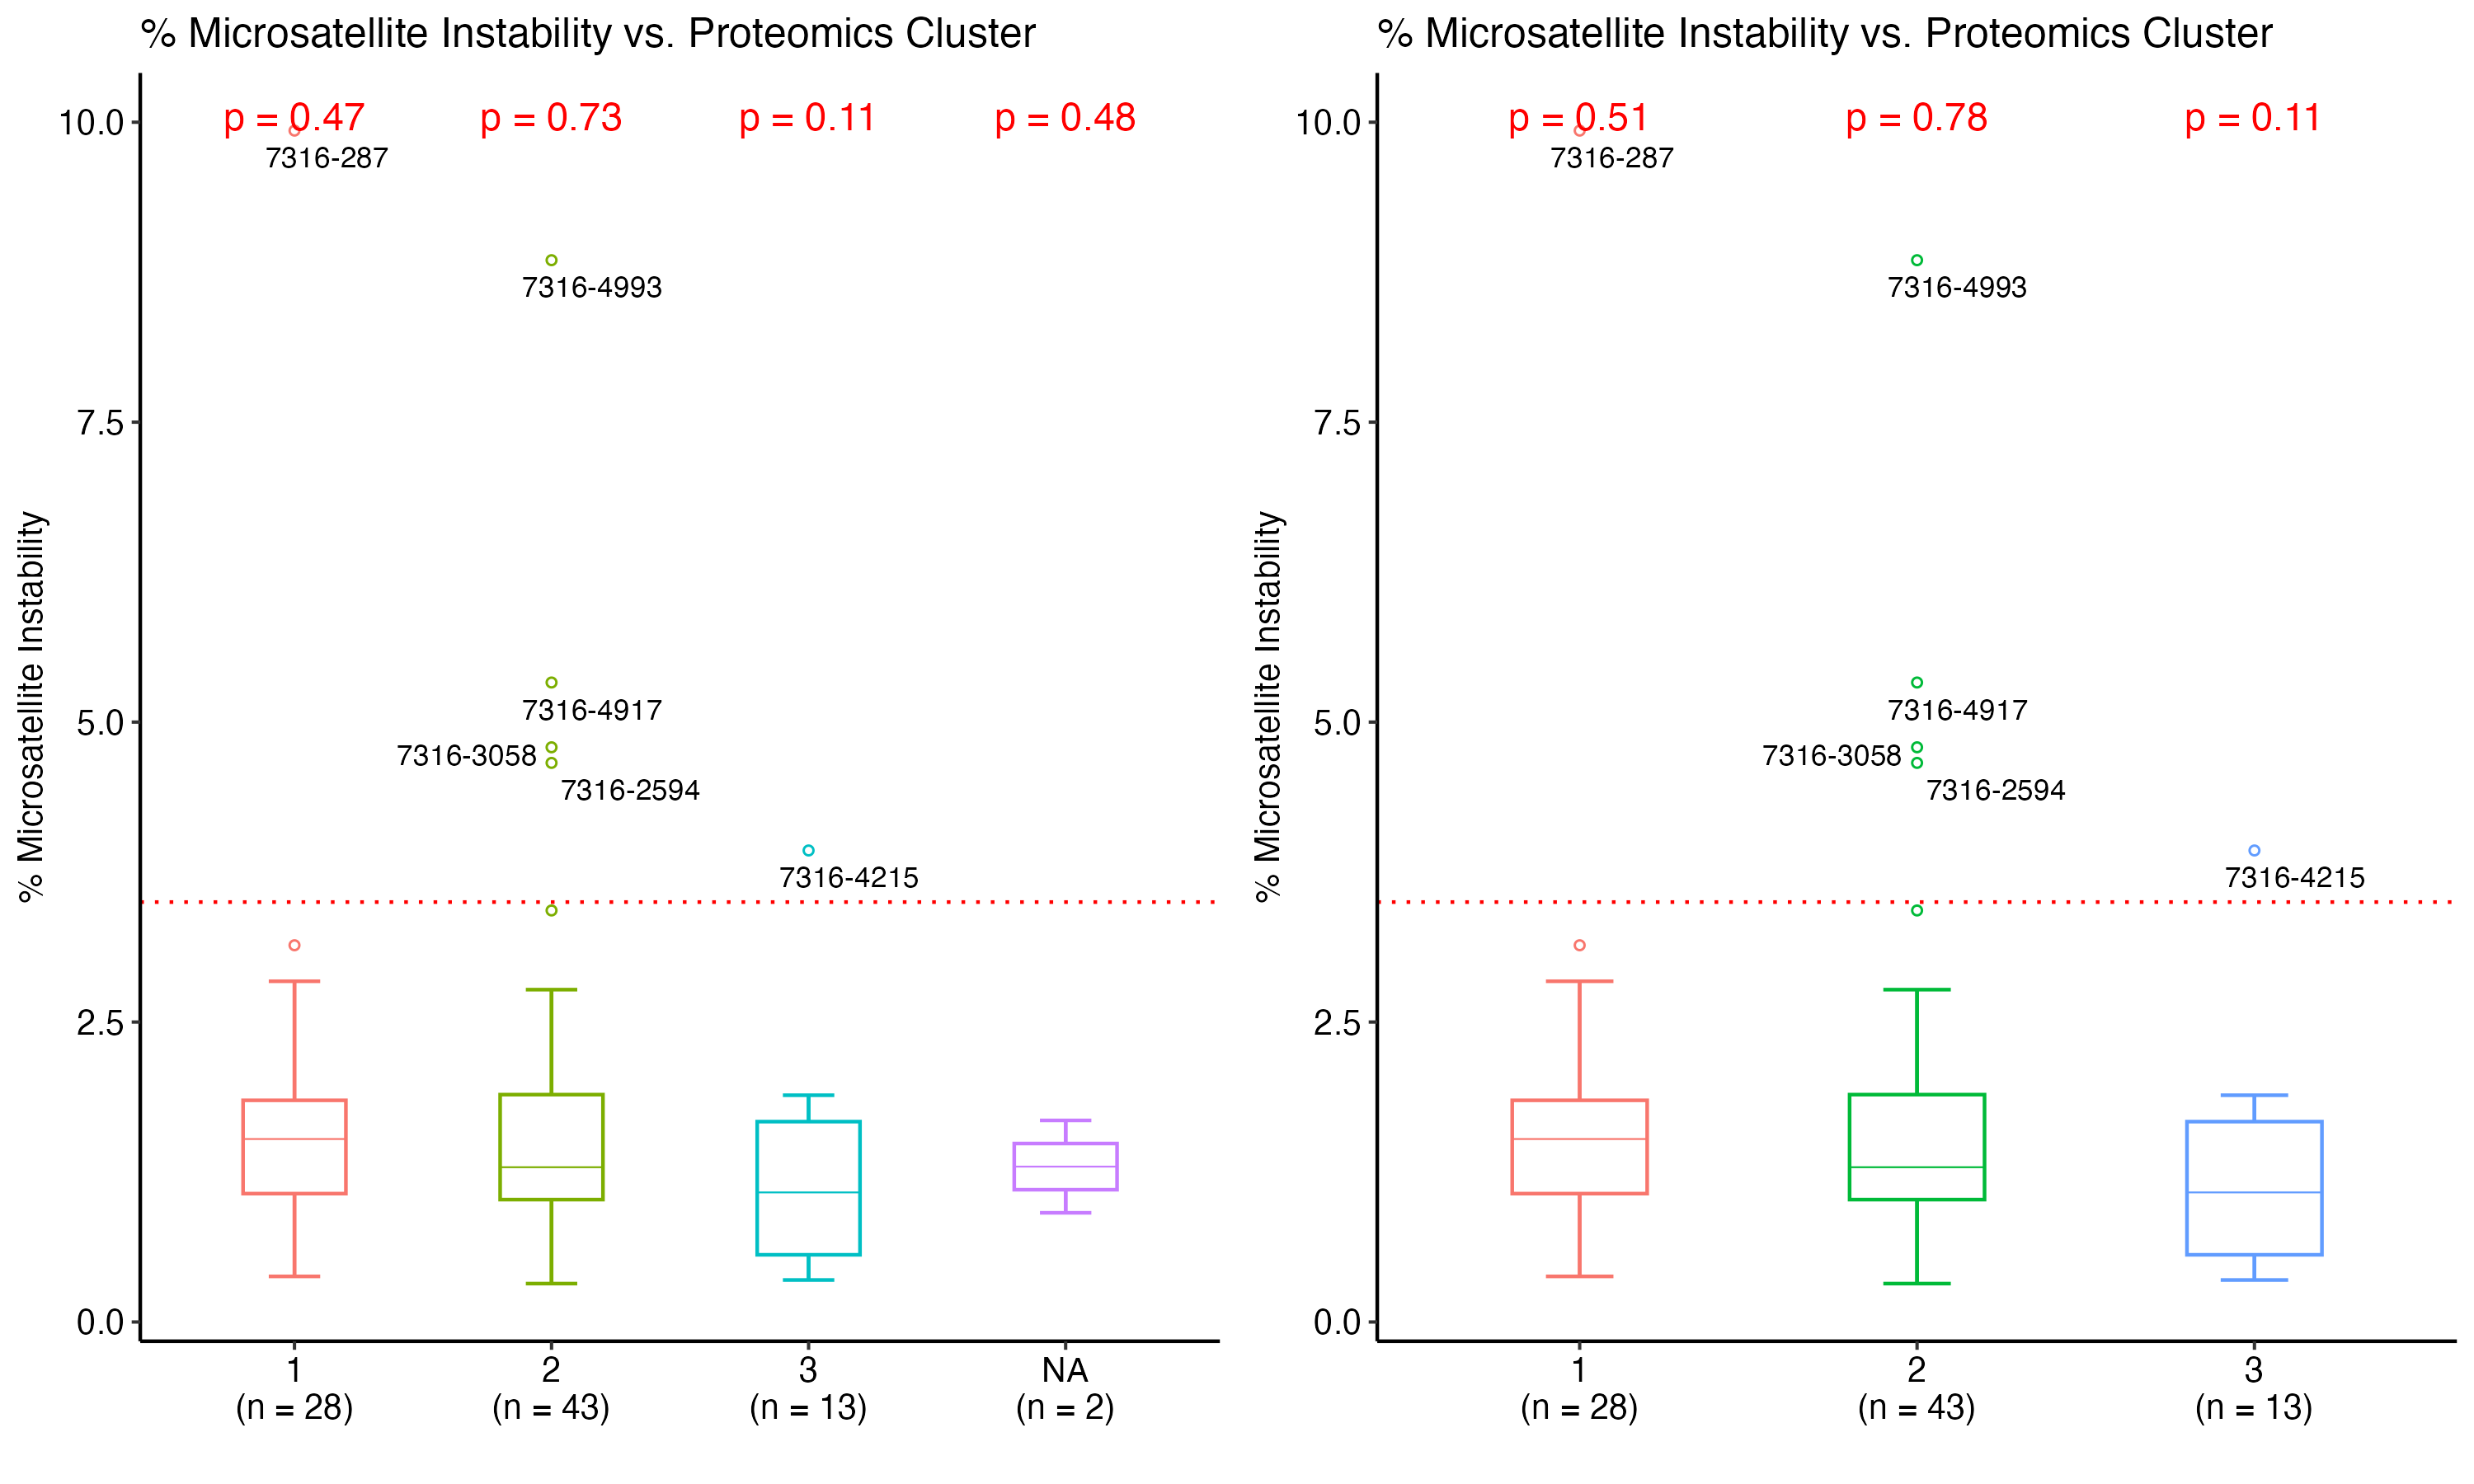 % Microsatellite Instability vs. Proteomics Cluster
% Microsatellite Instability
10.0
7.5
5.0
2.5
0.0
p = 0.47
p = 0.73
p = 0.11
p = 0.48
7316-287
7316-4993
7316-4917
7316-3058
7316-2594
7316-4215
1
(n = 28)
2
(n = 43)
3
(n = 13)
NA
(n = 2)
% Microsatellite Instability vs. Proteomics Cluster
% Microsatellite Instability
10.0
7.5
5.0
2.5
0.0
p = 0.51
p = 0.78
p = 0.11
7316-287
7316-4993
7316-4917
7316-3058
7316-2594
7316-4215
1
(n = 28)
2
(n = 43)
3
(n = 13)